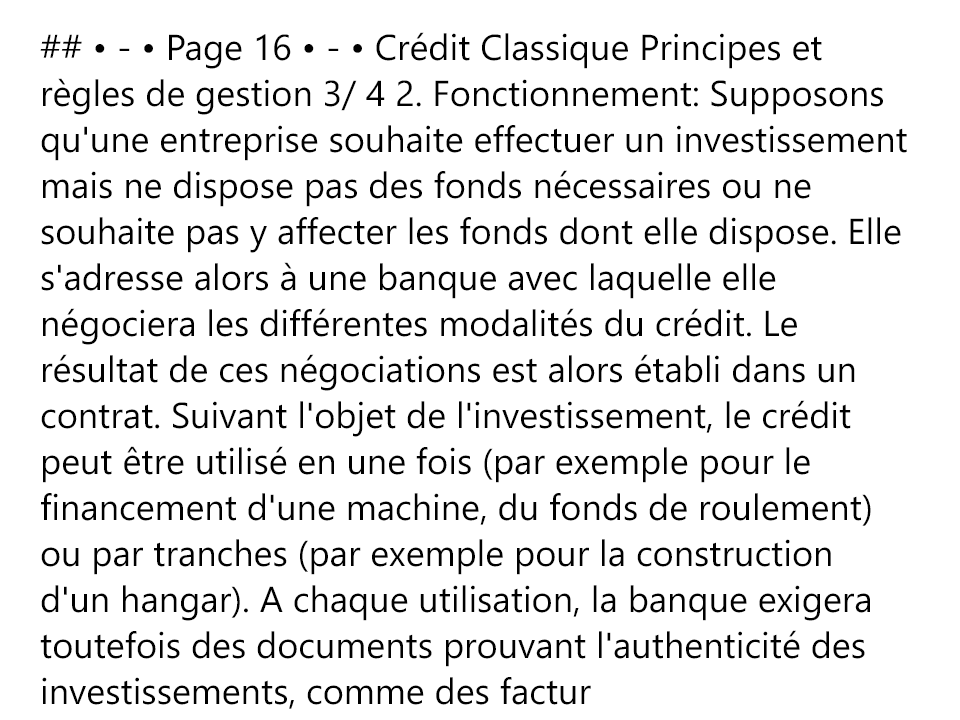 ## • - • Page 16 • - • Crédit Classique Principes et
règles de gestion 3/ 4 2. Fonctionnement: Supposons
qu'une entreprise souhaite effectuer un investissement
mais ne dispose pas des fonds nécessaires ou ne
souhaite pas y affecter les fonds dont elle dispose. Elle
s'adresse alors à une banque avec laquelle elle
négociera les différentes modalités du crédit. Le
résultat de ces négociations est alors établi dans un
contrat. Suivant l'objet de l'investissement, le crédit
peut être utilisé en une fois (par exemple pour le
financement d'une machine, du fonds de roulement)
ou par tranches (par exemple pour la construction
d'un hangar). A chaque utilisation, la banque exigera
toutefois des documents prouvant l'authenticité des
investissements, comme des factur